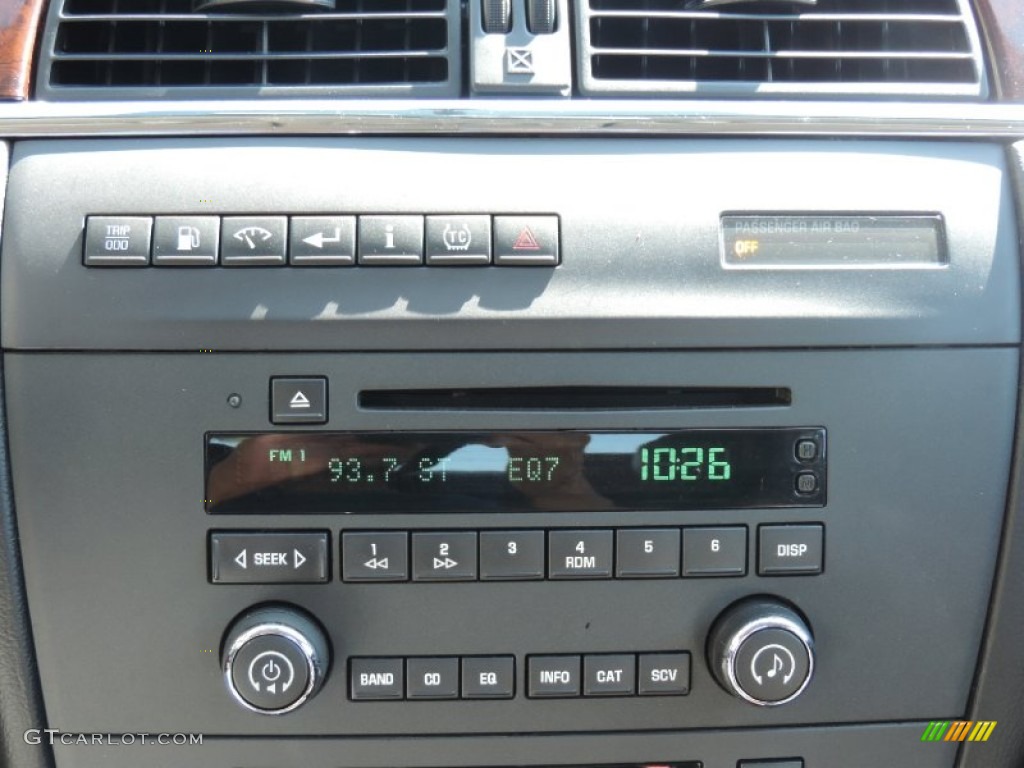 TRIP
ODO
i
TC
PASSENGER AIR BAG
OFF
FM 1
93.7 ST EQ7 10:26
H
SEEK 1 2 3 4 5 6 DISP
RDM
BAND CD EQ INFO CAT SCV
GTCARLOT.COM